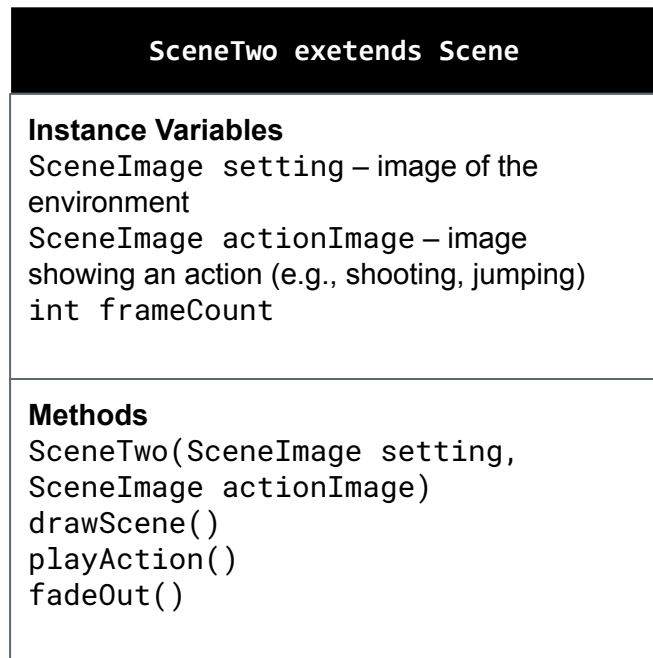 SceneTwo exetends Scene
Instance Variables
SceneImage setting – image of the
environment
SceneImage actionImage – image
showing an action (e.g., shooting, jumping)
int frameCount
Methods
SceneTwo(SceneImage setting,
SceneImage actionImage)
drawScene()
playAction()
fadeOut()